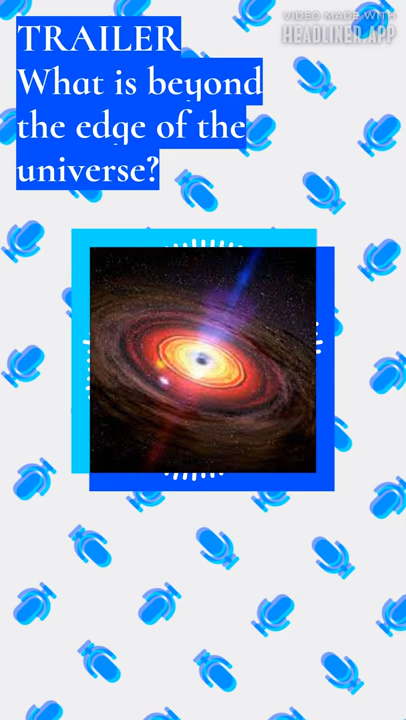 VIDEO MADE WITH
HEADLINER.APP
TRAILER
What is beyond
the edge of the
universe?